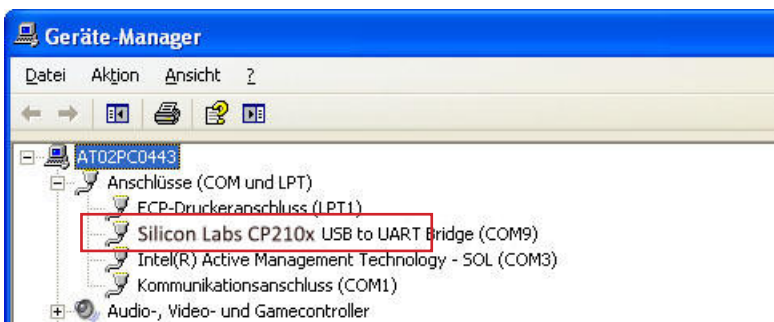 Geräte-Manager
Datei Aktion Ansicht ?
AT02PC0443
Anschlüsse (COM und LPT)
ECP-Druckeranschluss (LPT1)
Silicon Labs CP210x USB to UART Bridge (COM9)
Intel(R) Active Management Technology - SOL (COM3)
Kommunikationsanschluss (COM1)
Audio-, Video- und Gamecontroller